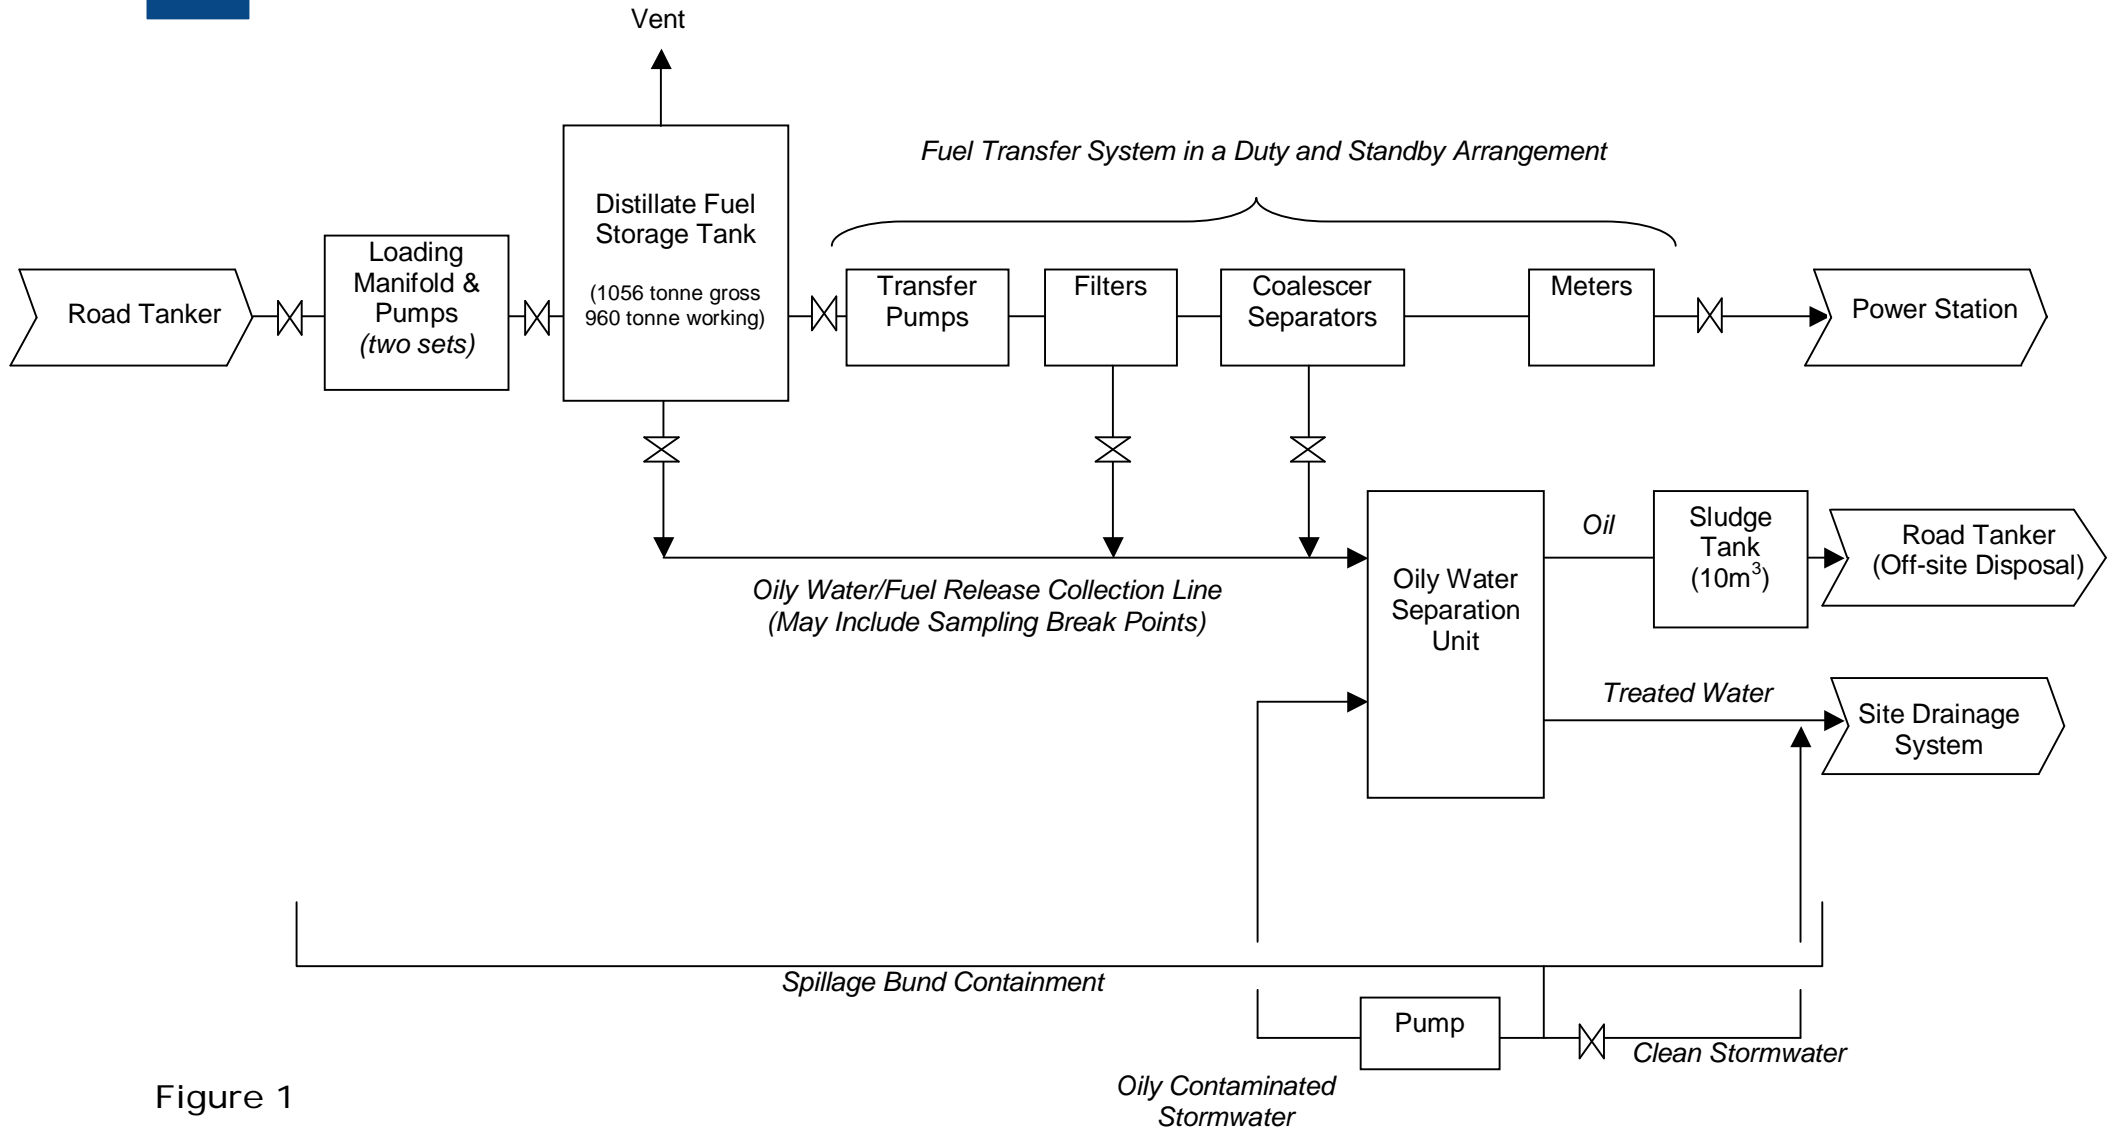 Vent
Fuel Transfer System in a Duty and Standby Arrangement
Road Tanker
Loading
Manifold &
Pumps
(two sets)
Distillate Fuel
Storage Tank
(1056 tonne gross
960 tonne working)
Transfer
Pumps
Filters
Coalescer
Separators
Meters
Power Station
Oily Water/Fuel Release Collection Line
(May Include Sampling Break Points)
Oily Water
Separation
Unit
Oil
Sludge
Tank
(10m³)
Road Tanker
(Off-site Disposal)
Treated Water
Site Drainage
System
Spillage Bund Containment
Pump
Clean Stormwater
Oily Contaminated
Stormwater
Figure 1